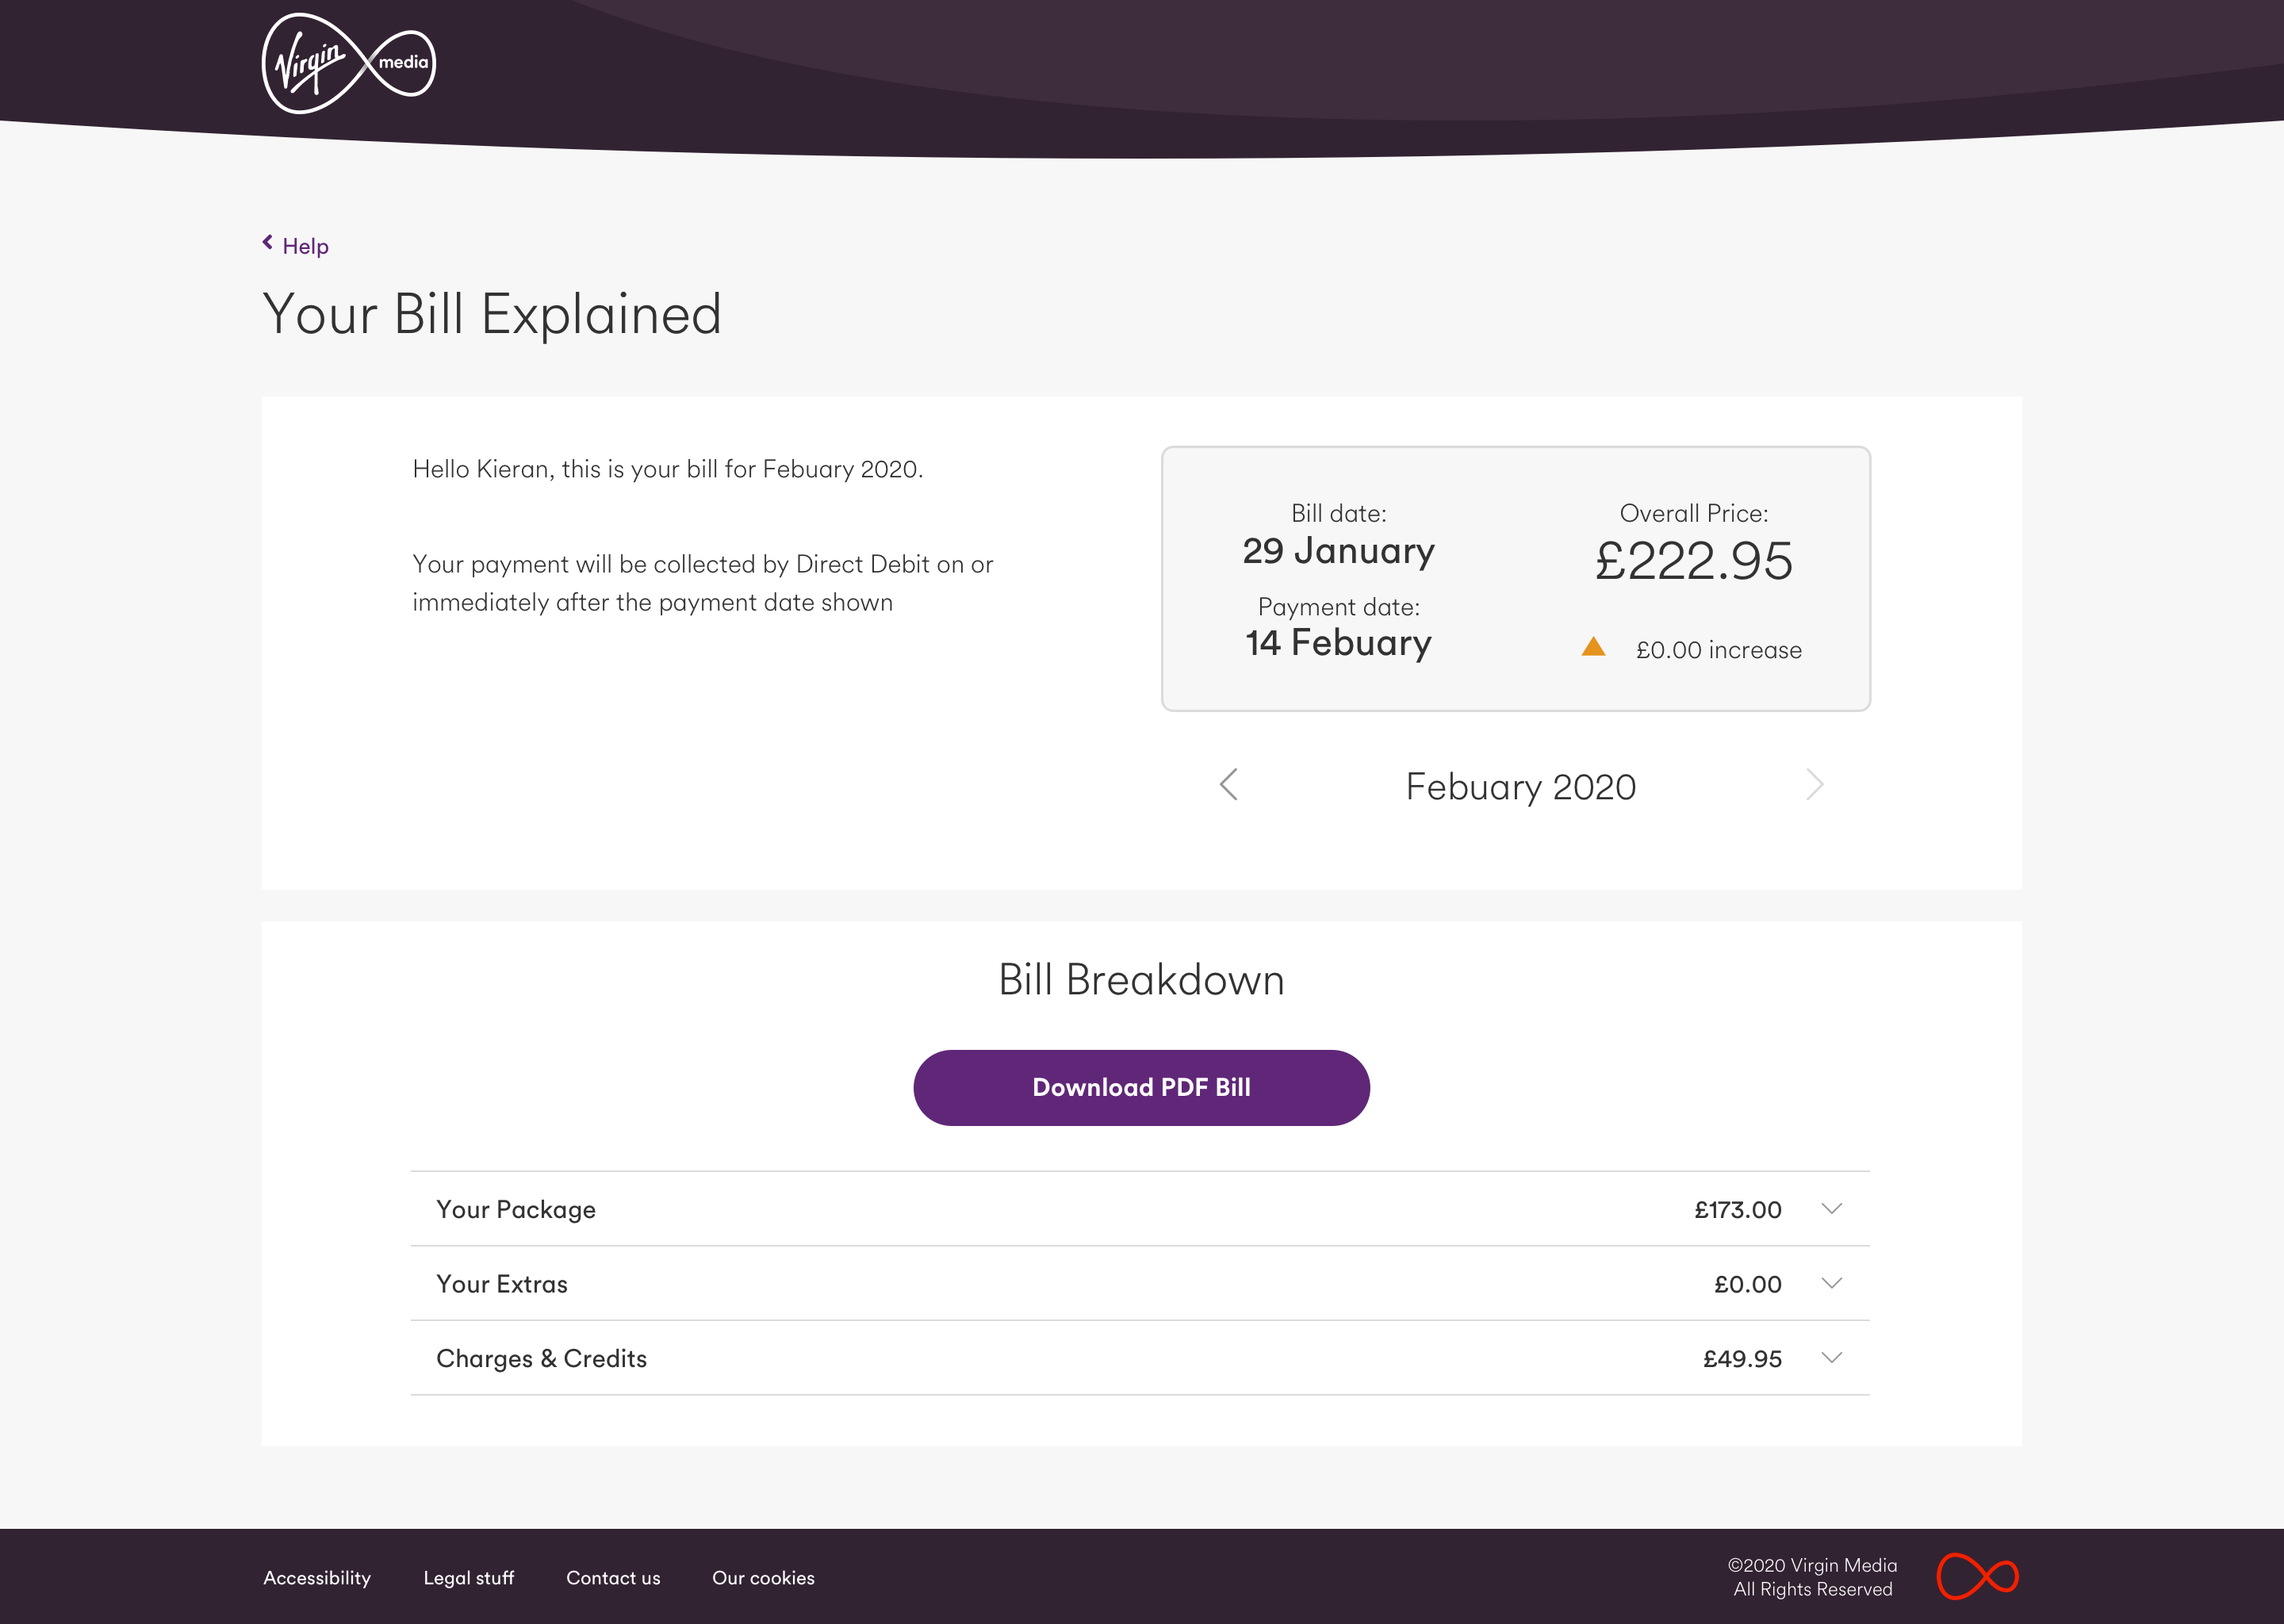 Virgin media
Help
Your Bill Explained
Hello Kieran, this is your bill for Febuary 2020.
Your payment will be collected by Direct Debit on or
immediately after the payment date shown
Bill date:
29 January
Payment date:
14 Febuary
Overall Price:
£222.95
£0.00 increase
Febuary 2020
Bill Breakdown
Download PDF Bill
Your Package £173.00
Your Extras £0.00
Charges & Credits £49.95
Accessibility Legal stuff Contact us Our cookies
©2020 Virgin Media
All Rights Reserved